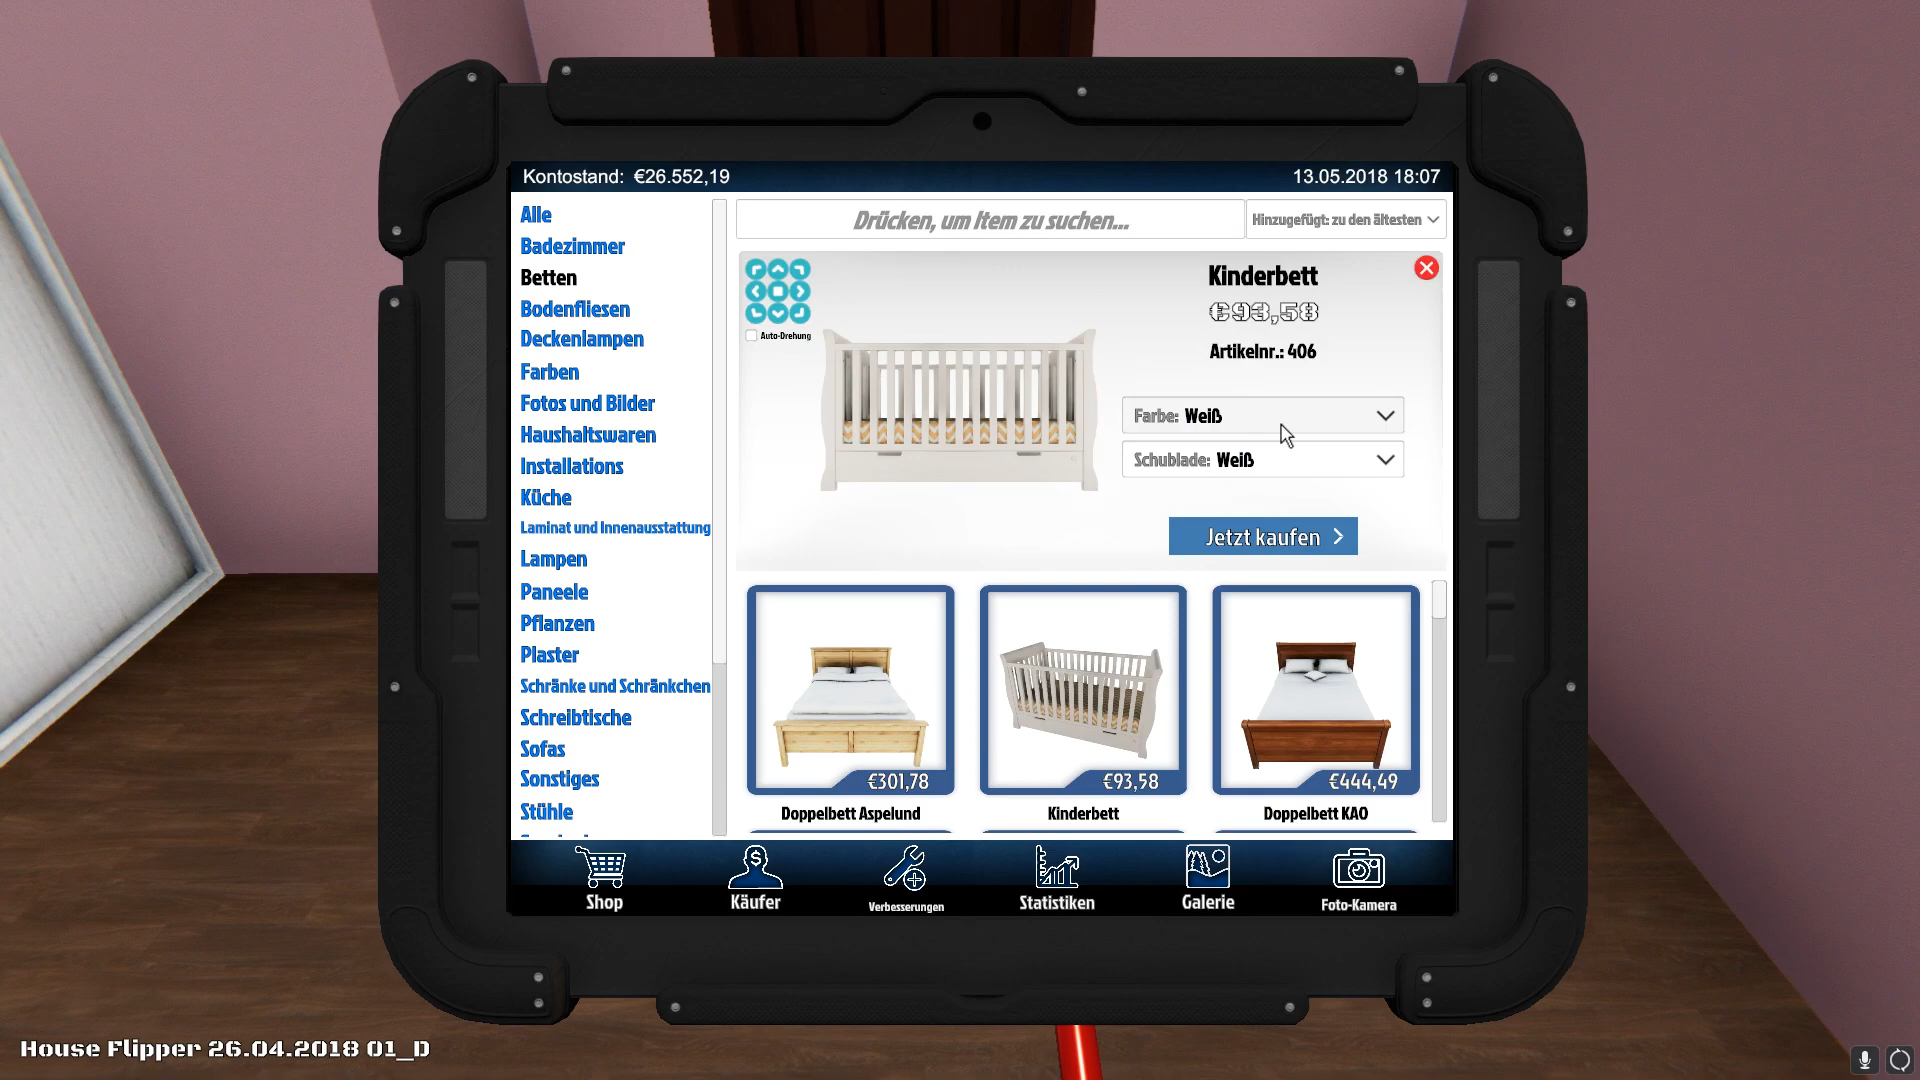 Kontostand: €26.552,19
13.05.2018 18:07
Alle
Badezimmer
Betten
Bodenfliesen
Deckenlampen
Farben
Fotos und Bilder
Haushaltswaren
Installations
Küche
Laminat und Innenausstattung
Lampen
Paneele
Pflanzen
Plaster
Schränke und Schränkchen
Schreibtische
Sofas
Sonstiges
Stühle
Drücken, um Item zu suchen...
Hinzugefügt: zu den ältesten
Auto-Drehung
Kinderbett
€93,58
Artikelnr.: 406
Farbe: Weiß
Schublade: Weiß
Jetzt kaufen
€301,78
€93,58
€444,49
Doppelbett Aspelund
Kinderbett
Doppelbett KAO
Shop
Käufer
Verbesserungen
Statistiken
Galerie
Foto-Kamera
House Flipper 26.04.2018 01_D